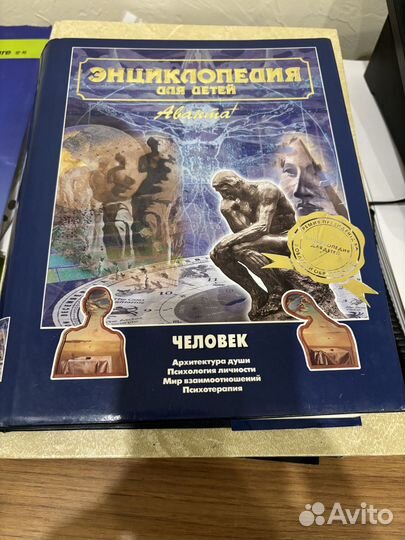 ЭНЦИКЛОПЕДИЯ
ДЛЯ ДЕТЕЙ
Аванта+
ЧЕЛОВЕК
Архитектура души
Психология личности
Мир взаимоотношений
Психотерапия
Avito